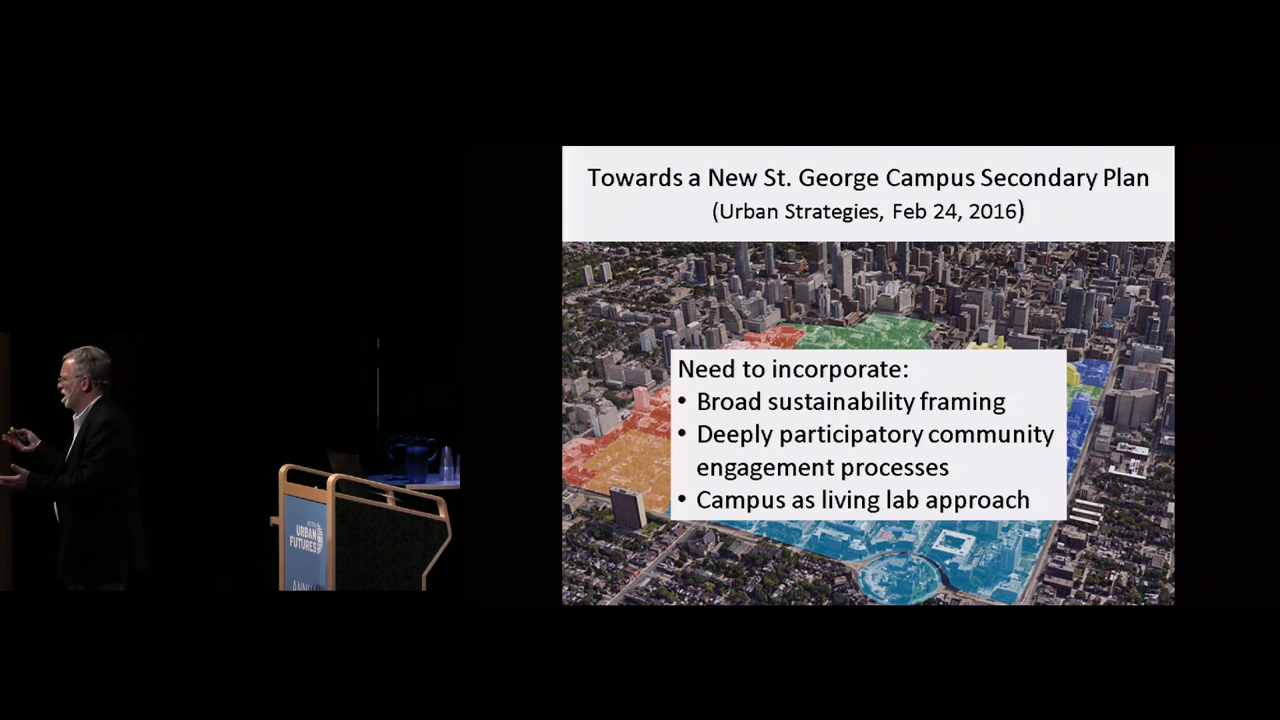 Towards a New St. George Campus Secondary Plan
(Urban Strategies, Feb 24, 2016)
Need to incorporate:
• Broad sustainability framing
• Deeply participatory community
engagement processes
• Campus as living lab approach
URBAN
FUTURES